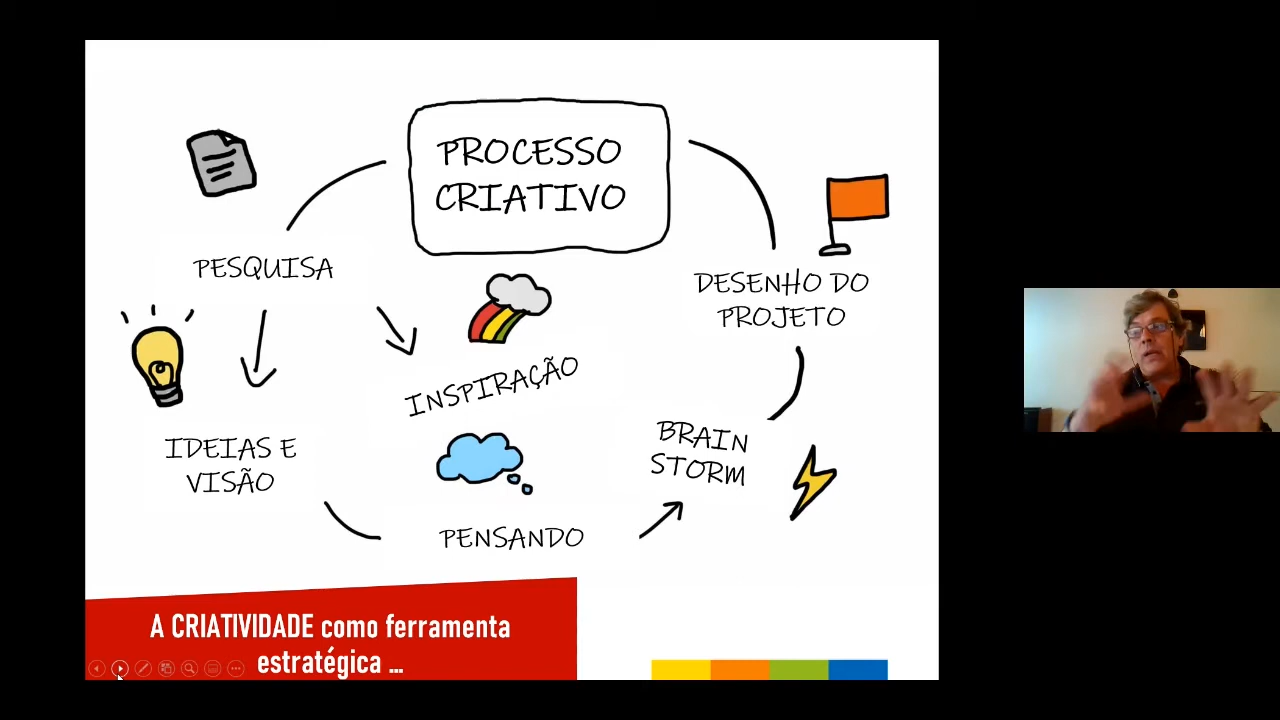 PROCESSO
CRIATIVO
PESQUISA
DESENHO DO
PROJETO
INSPIRAÇÃO
IDEIAS E
VISÃO
BRAIN
STORM
PENSANDO
A CRIATIVIDADE como ferramenta
estratégica ...